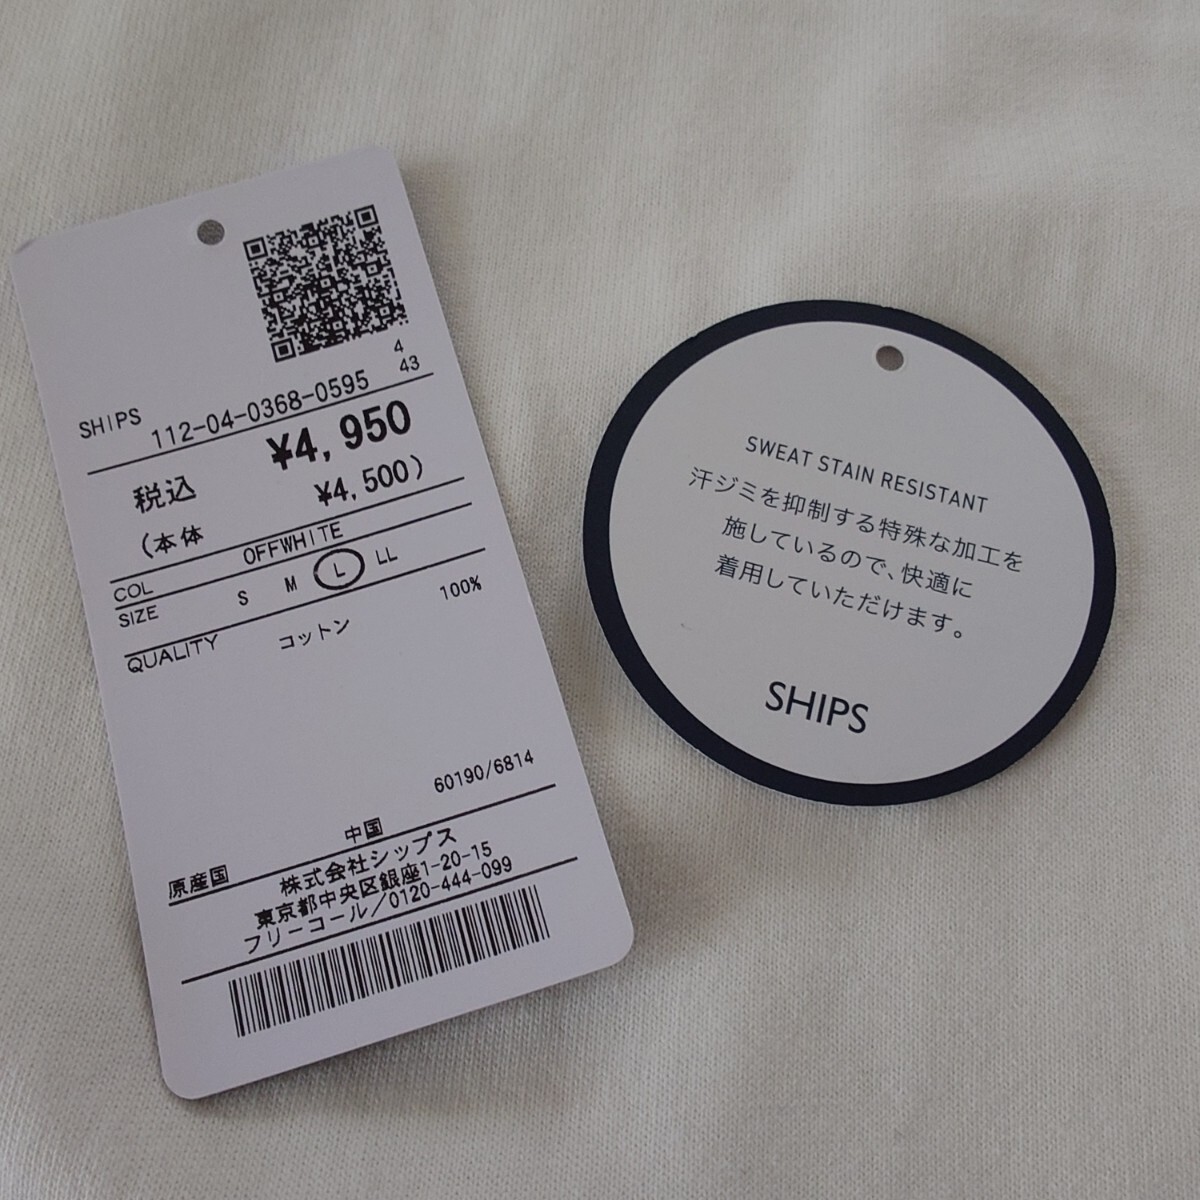 4
43
SHIPS 112-04-0368-0595
¥4,950
税込
¥4,500)
(本体
COL OFFWHITE
SIZE S M L LL
QUALITY コットン 100%
60190/6814
原産国 中国
株式会社シップス
東京都中央区銀座1-20-15
フリーコール/0120-444-099
SWEAT STAIN RESISTANT
汗ジミを抑制する特殊な加工を
施しているので、快適に
着用していただけます。
SHIPS